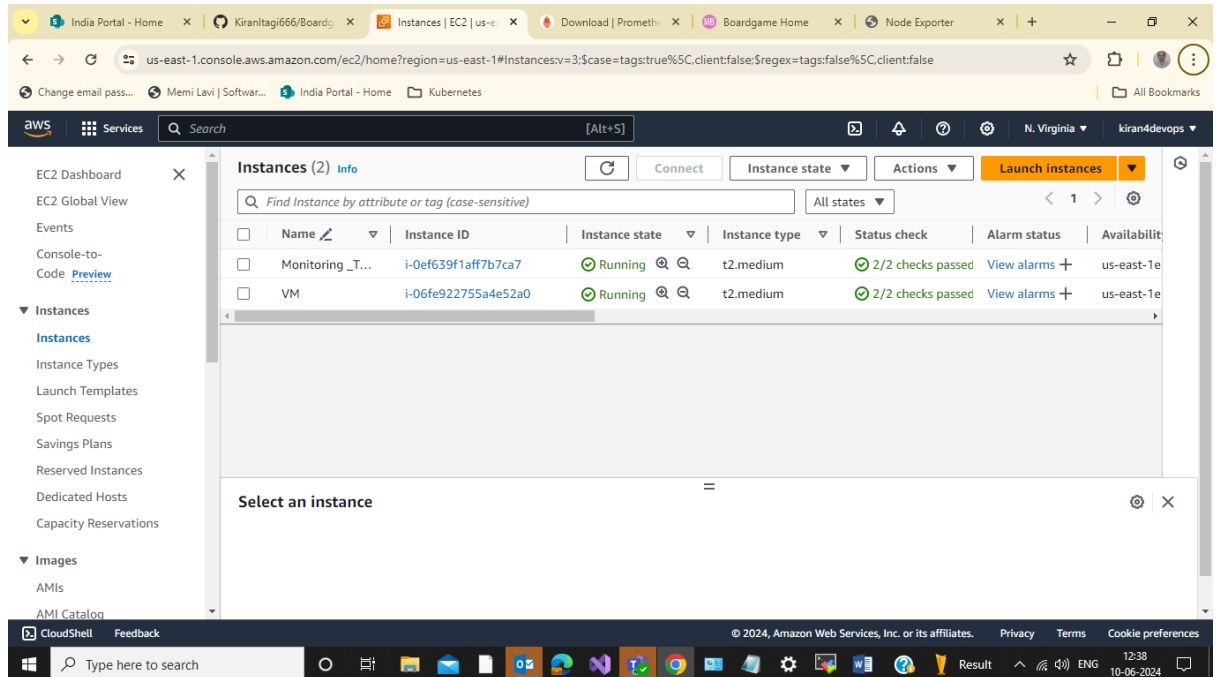 India Portal - Home
KiranItagi666/Boardg
Instances | EC2 | us-e
Download | Promethe
Boardgame Home
Node Exporter
us-east-1.console.aws.amazon.com/ec2/home?region=us-east-1#Instances:v=3;$case=tags:true%5C,client:false;$regex=tags:false%5C,client:false
Change email pass... Memi Lavi | Softwar... India Portal - Home Kubernetes All Bookmarks
aws Services Search [Alt+S] N. Virginia kiran4devops
EC2 Dashboard
EC2 Global View
Events
Console-to-
Code Preview
Instances
Instances
Instance Types
Launch Templates
Spot Requests
Savings Plans
Reserved Instances
Dedicated Hosts
Capacity Reservations
Images
AMIs
AMI Catalog
Instances (2) Info Connect Instance state Actions Launch instances
Find Instance by attribute or tag (case-sensitive) All states 1
Name Instance ID Instance state Instance type Status check Alarm status Availabilit
Monitoring _T... i-0ef639f1aff7b7ca7 Running t2.medium 2/2 checks passed View alarms us-east-1e
VM i-06fe922755a4e52a0 Running t2.medium 2/2 checks passed View alarms us-east-1e
Select an instance
CloudShell Feedback © 2024, Amazon Web Services, Inc. or its affiliates. Privacy Terms Cookie preferences
Type here to search Result ENG 12:38
10-06-2024